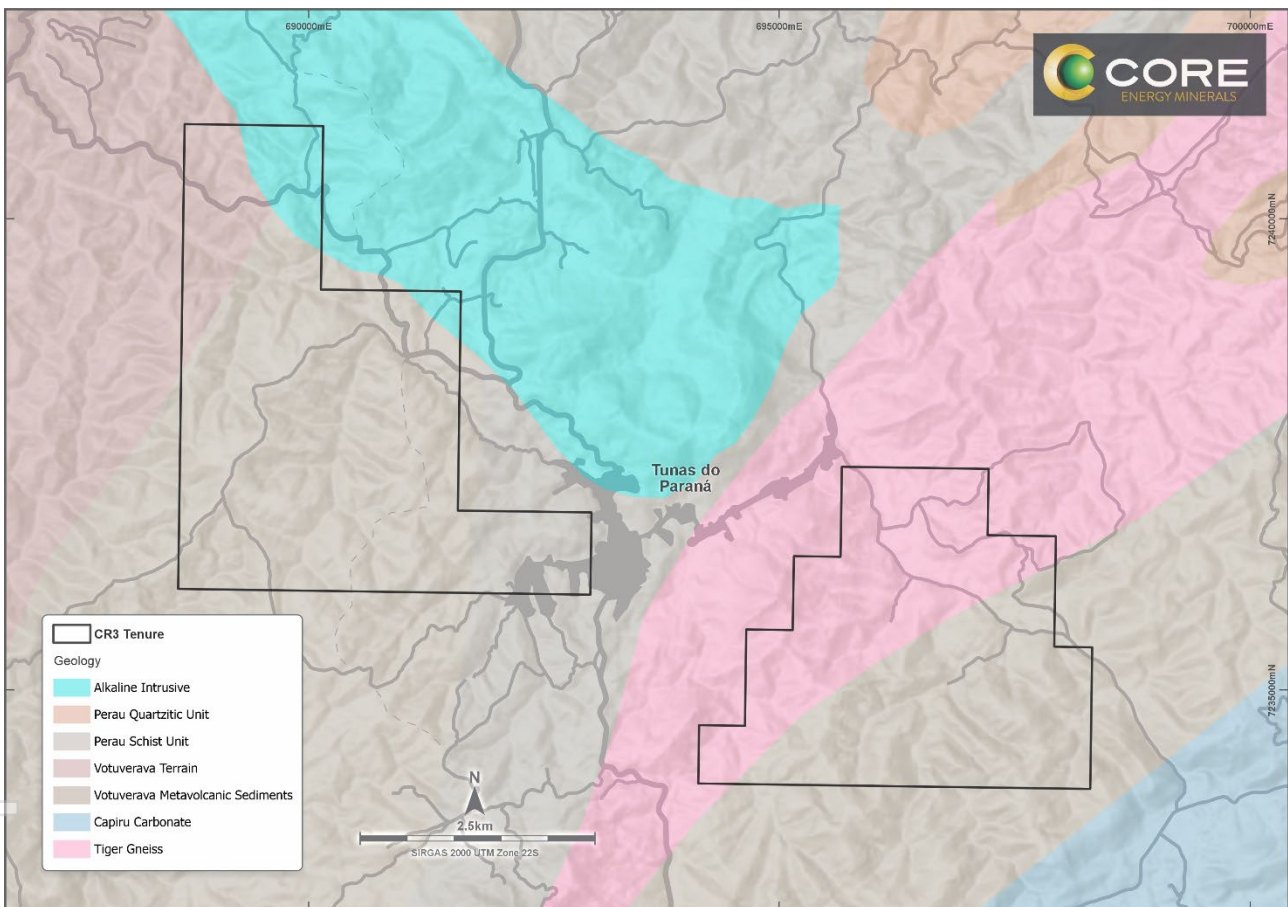 690000mE
695000mE
700000mE
CORE
ENERGY MINERALS
7240000mN
Tunas do
Paraná
7235000mN
CR3 Tenure
Geology
Alkaline Intrusive
Perau Quartzitic Unit
Perau Schist Unit
Votuverava Terrain
Votuverava Metavolcanic Sediments
Capiru Carbonate
Tiger Gneiss
N
2.5km
SIRGAS 2000 UTM Zone 22S